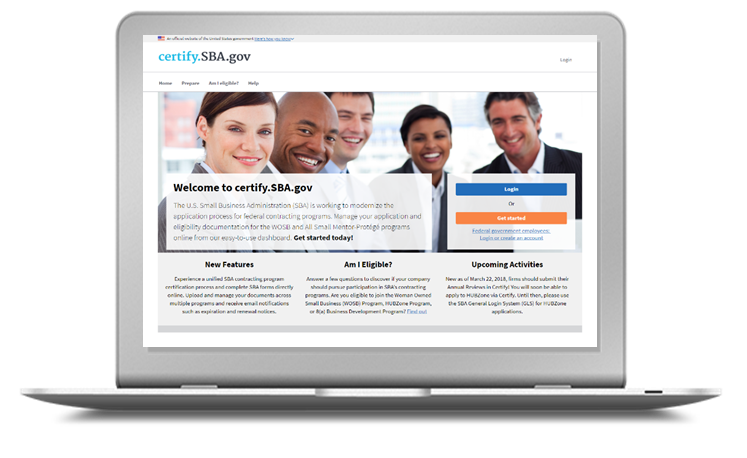 An official website of the United States government Here's how you know
certify.SBA.gov
Login
Home Prepare Am I eligible? Help
Welcome to certify.SBA.gov
The U.S. Small Business Administration (SBA) is working to modernize the
application process for federal contracting programs. Manage your application and
eligibility documentation for the WOSB and All Small Mentor-Protégé programs
online from our easy-to-use dashboard. Get started today!
Login
Or
Get started
Federal government employees:
Login or create an account
New Features
Experience a unified SBA contracting program
certification process and complete SBA forms directly
online. Upload and manage your documents across
multiple programs and receive email notifications
such as expiration and renewal notices.
Am I Eligible?
Answer a few questions to discover if your company
should pursue participation in SBA's contracting
programs. Are you eligible to join the Woman Owned
Small Business (WOSB) Program, HUBZone Program,
or 8(a) Business Development Program? Find out
Upcoming Activities
New as of March 22, 2018, firms should submit their
Annual Reviews in Certify! You will soon be able to
apply to HUBZone via Certify. Until then, please use
the SBA General Login System (GLS) for HUBZone
applications.